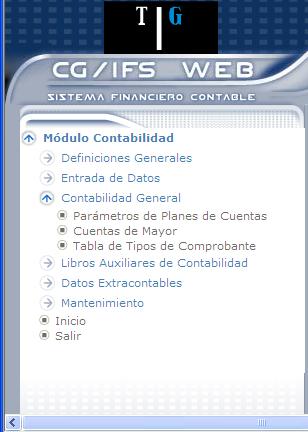 T G
CG/IFS WEB
SISTEMA FINANCIERO CONTABLE
Módulo Contabilidad
Definiciones Generales
Entrada de Datos
Contabilidad General
Parámetros de Planes de Cuentas
Cuentas de Mayor
Tabla de Tipos de Comprobante
Libros Auxiliares de Contabilidad
Datos Extracontables
Mantenimiento
Inicio
Salir